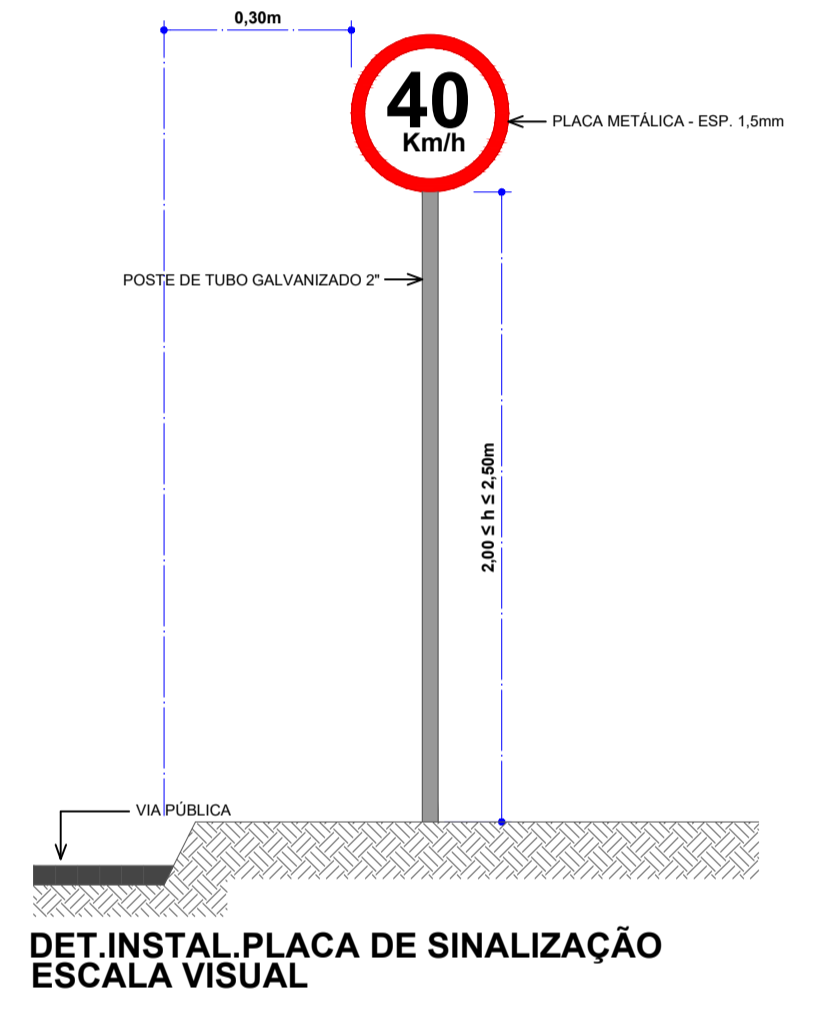 0,30m
40
Km/h
PLACA METÁLICA - ESP. 1,5mm
POSTE DE TUBO GALVANIZADO 2"
2,00 ≤ h ≤ 2,50m
VIA PÚBLICA
DET.INSTAL.PLACA DE SINALIZAÇÃO
ESCALA VISUAL